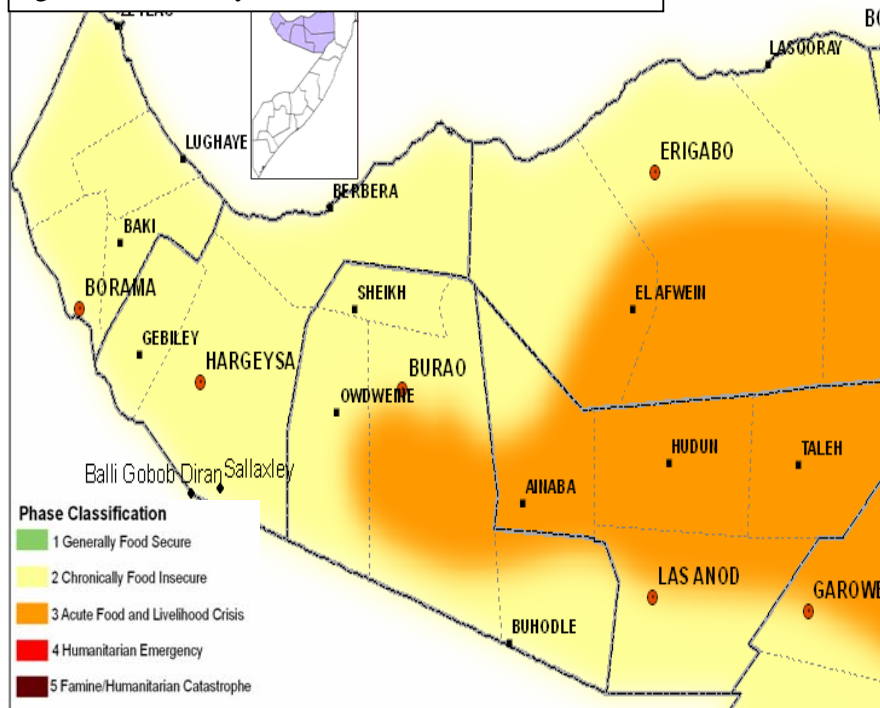 BO
LASQORAY
LUGHAYE
ERIGABO
BERBERA
BAKI
BORAMA
SHEIKH
EL AFWEIN
GEBILEY
HARGEYSA
BURAO
OWDWEINE
HUDUN
TALEH
Balli Gobob Diran
Sallaxley
AINABA
LAS ANOD
GAROWE
BUHODLE
Phase Classification
1 Generally Food Secure
2 Chronically Food Insecure
3 Acute Food and Livelihood Crisis
4 Humanitarian Emergency
5 Famine/Humanitarian Catastrophe